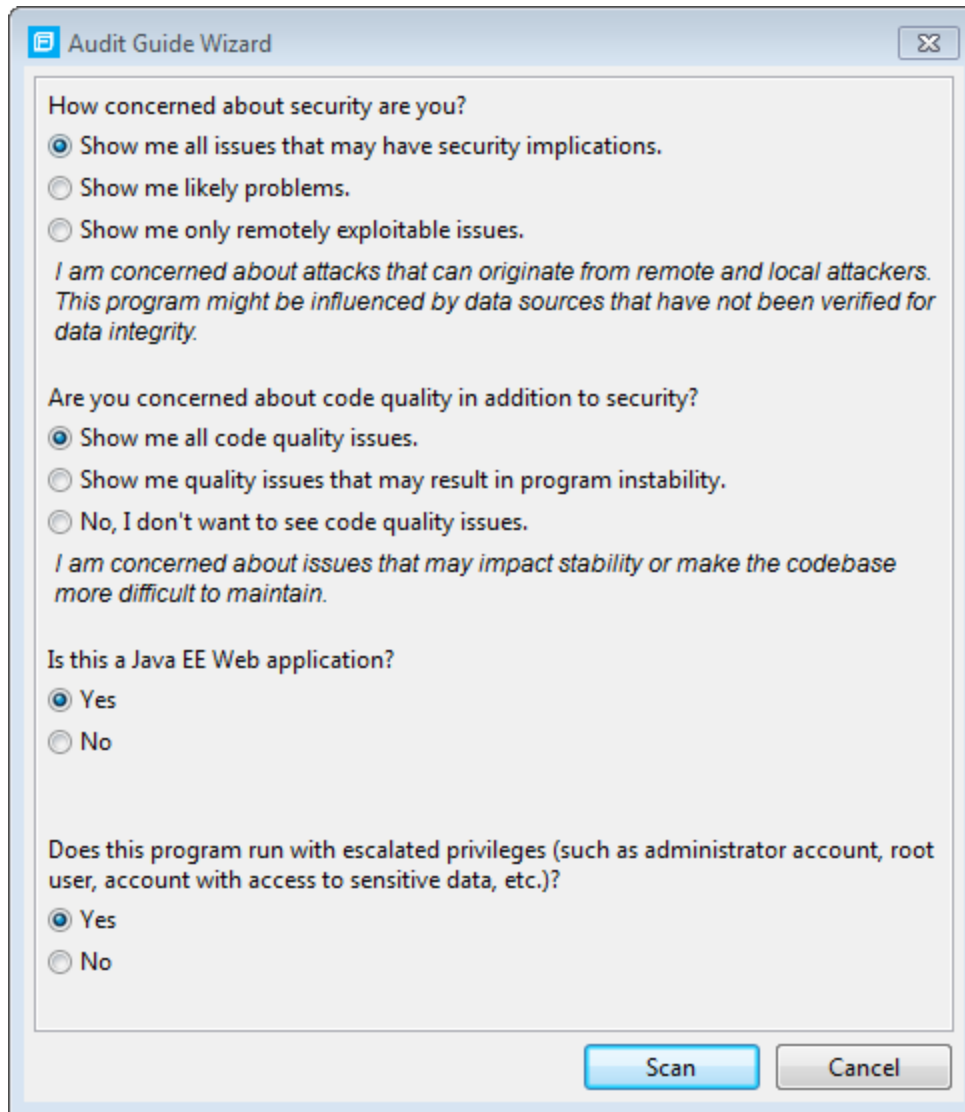 Audit Guide Wizard
How concerned about security are you?
Show me all issues that may have security implications.
Show me likely problems.
Show me only remotely exploitable issues.
I am concerned about attacks that can originate from remote and local attackers.
This program might be influenced by data sources that have not been verified for
data integrity.
Are you concerned about code quality in addition to security?
Show me all code quality issues.
Show me quality issues that may result in program instability.
No, I don't want to see code quality issues.
I am concerned about issues that may impact stability or make the codebase
more difficult to maintain.
Is this a Java EE Web application?
Yes
No
Does this program run with escalated privileges (such as administrator account, root
user, account with access to sensitive data, etc.)?
Yes
No
Scan Cancel